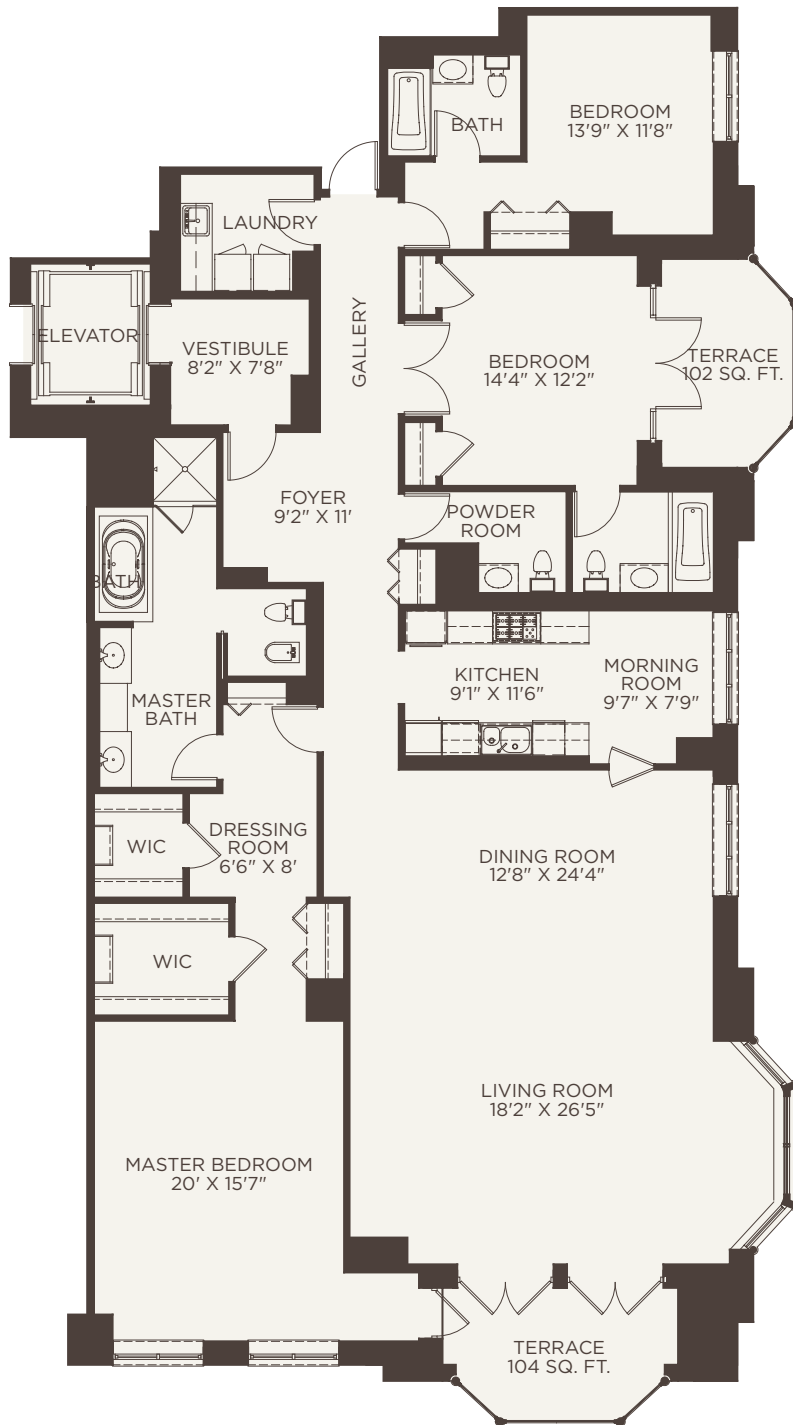 BATH
BEDROOM
13'9" X 11'8"
LAUNDRY
ELEVATOR
VESTIBULE
8'2" X 7'8"
GALLERY
BEDROOM
14'4" X 12'2"
TERRACE
102 SQ. FT.
FOYER
9'2" X 11'
POWDER
ROOM
BATH
KITCHEN
9'1" X 11'6"
MORNING
ROOM
9'7" X 7'9"
MASTER
BATH
WIC
DRESSING
ROOM
6'6" X 8'
DINING ROOM
12'8" X 24'4"
WIC
LIVING ROOM
18'2" X 26'5"
MASTER BEDROOM
20' X 15'7"
TERRACE
104 SQ. FT.